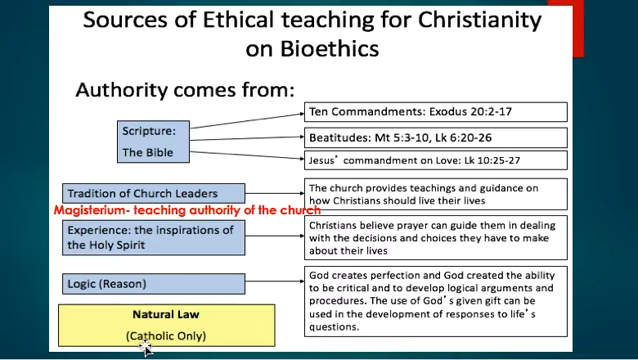 Sources of Ethical teaching for Christianity
on Bioethics
Authority comes from:
Scripture:
The Bible
Ten Commandments: Exodus 20:2-17
Beatitudes: Mt 5:3-10, Lk 6:20-26
Jesus' commandment on Love: Lk 10:25-27
Tradition of Church Leaders
The church provides teachings and guidance on
how Christians should live their lives
Magisterium- teaching authority of the church
Experience: the inspirations of
the Holy Spirit
Christians believe prayer can guide them in dealing
with the decisions and choices they have to make
about their lives
Logic (Reason)
God creates perfection and God created the ability
to be critical and to develop logical arguments and
procedures. The use of God's given gift can be
used in the development of responses to life's
questions.
Natural Law
(Catholic Only)